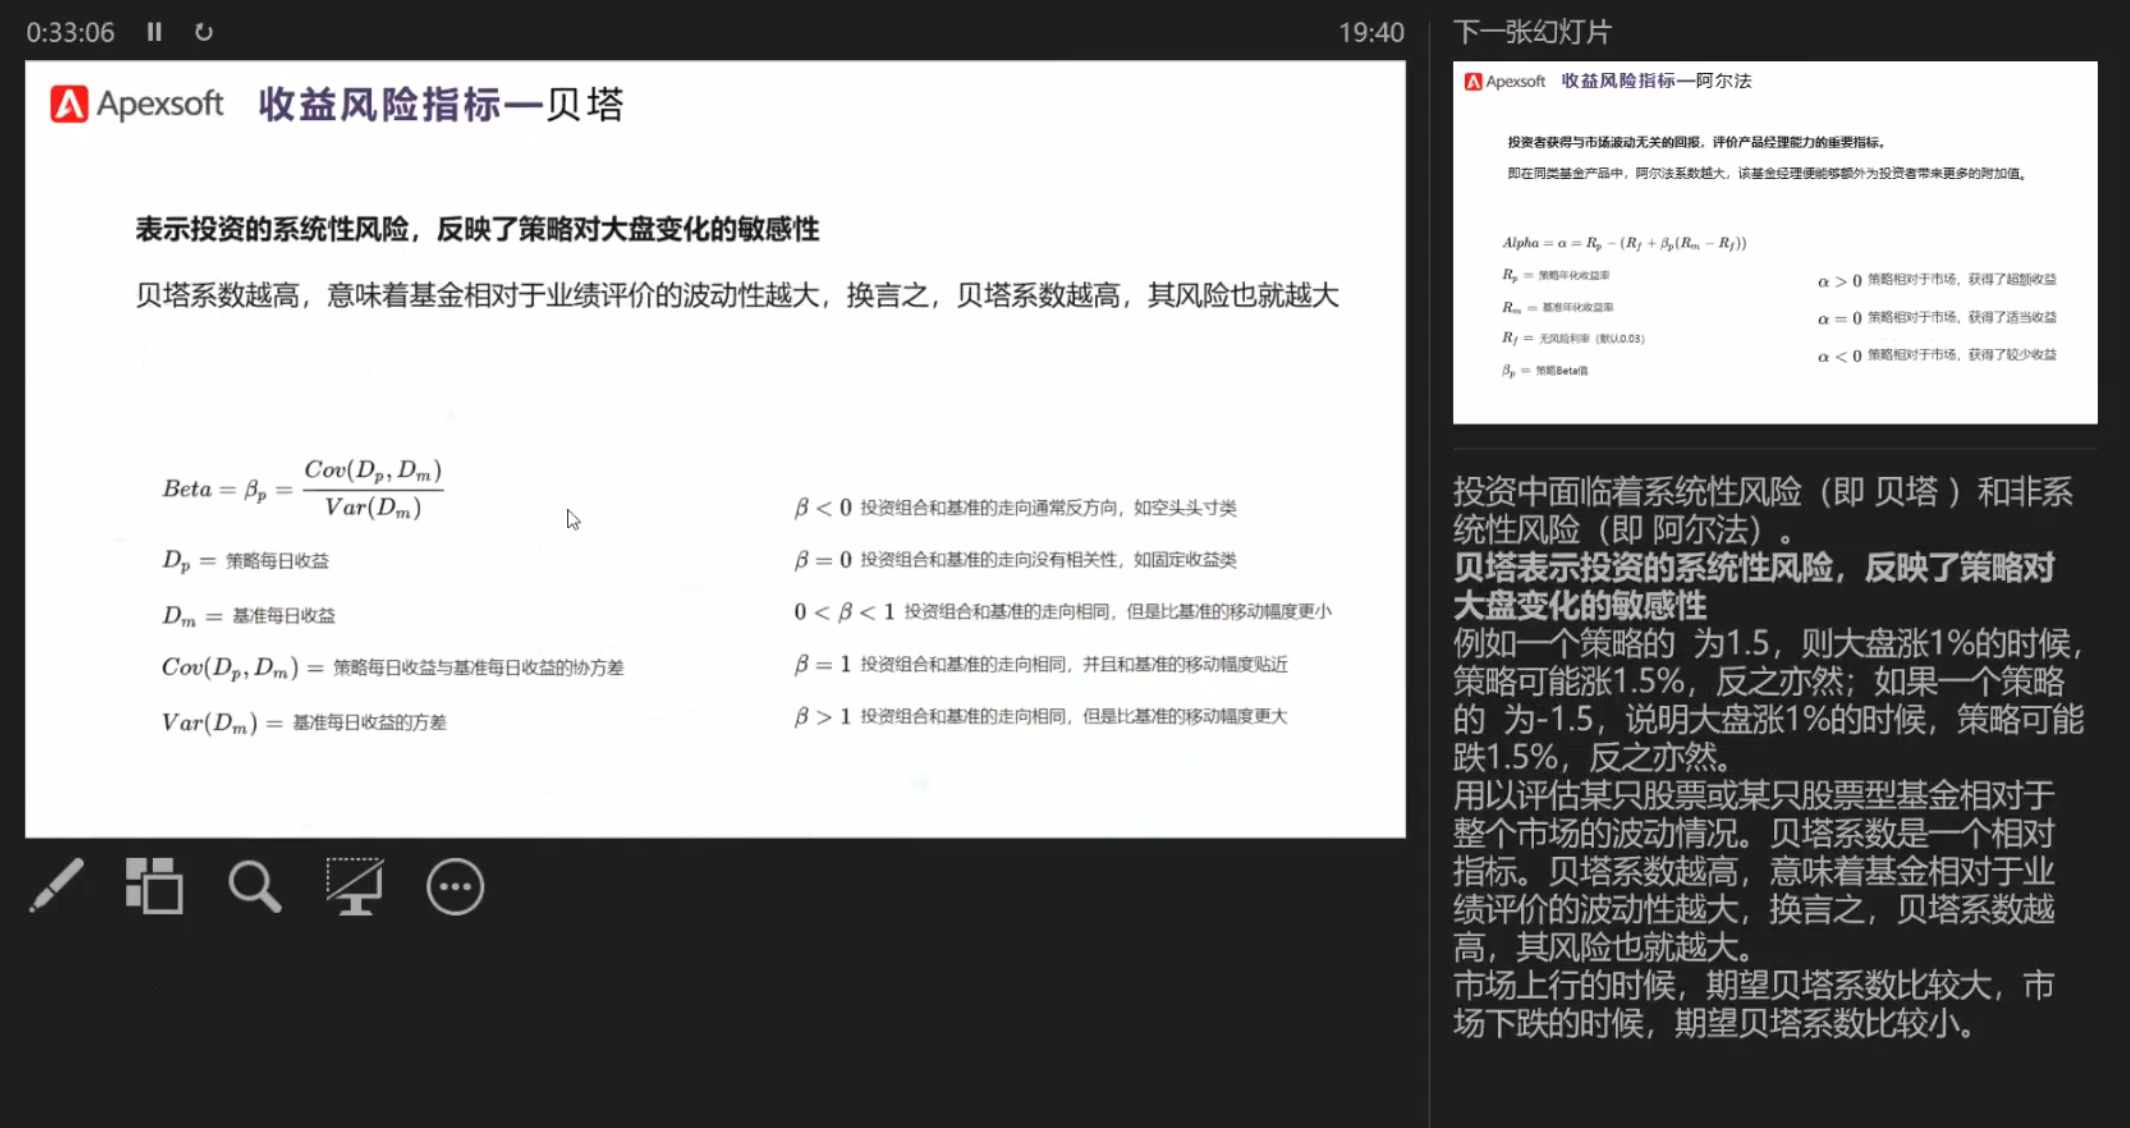 0:33:06
19:40
下一张幻灯片
Apexsoft 收益风险指标—贝塔
表示投资的系统性风险，反映了策略对大盘变化的敏感性
贝塔系数越高，意味着基金相对于业绩评价的波动性越大，换言之，贝塔系数越高，其风险也就越大
Beta = βp = Cov(Dp, Dm) / Var(Dm)
Dp = 策略每日收益
Dm = 基准每日收益
Cov(Dp, Dm) = 策略每日收益与基准每日收益的协方差
Var(Dm) = 基准每日收益的方差
β < 0 投资组合和基准的走向通常反方向，如空头头寸类
β = 0 投资组合和基准的走向没有相关性，如固定收益类
0 < β < 1 投资组合和基准的走向相同，但是比基准的移动幅度更小
β = 1 投资组合和基准的走向相同，并且和基准的移动幅度贴近
β > 1 投资组合和基准的走向相同，但是比基准的移动幅度更大
Apexsoft 收益风险指标—阿尔法
投资者获得与市场波动无关的回报，评价产品经理能力的重要指标。
即在同类基金产品中，阿尔法系数越大，该基金经理便能够额外为投资者带来更多的附加值。
Alpha = α = Rp − (Rf + βp(Rm − Rf))
Rp = 策略年化收益率
Rm = 基准年化收益率
Rf = 无风险利率（默认0.03）
βp = 策略Beta值
α > 0 策略相对于市场，获得了超额收益
α = 0 策略相对于市场，获得了适当收益
α < 0 策略相对于市场，获得了较少收益
投资中面临着系统性风险（即 贝塔 ）和非系
统性风险（即 阿尔法）。
贝塔表示投资的系统性风险，反映了策略对
大盘变化的敏感性
例如一个策略的 为1.5，则大盘涨1%的时候，
策略可能涨1.5%，反之亦然；如果一个策略
的 为-1.5，说明大盘涨1%的时候，策略可能
跌1.5%，反之亦然。
用以评估某只股票或某只股票型基金相对于
整个市场的波动情况。贝塔系数是一个相对
指标。贝塔系数越高，意味着基金相对于业
绩评价的波动性越大，换言之，贝塔系数越
高，其风险也就越大。
市场上行的时候，期望贝塔系数比较大，市
场下跌的时候，期望贝塔系数比较小。